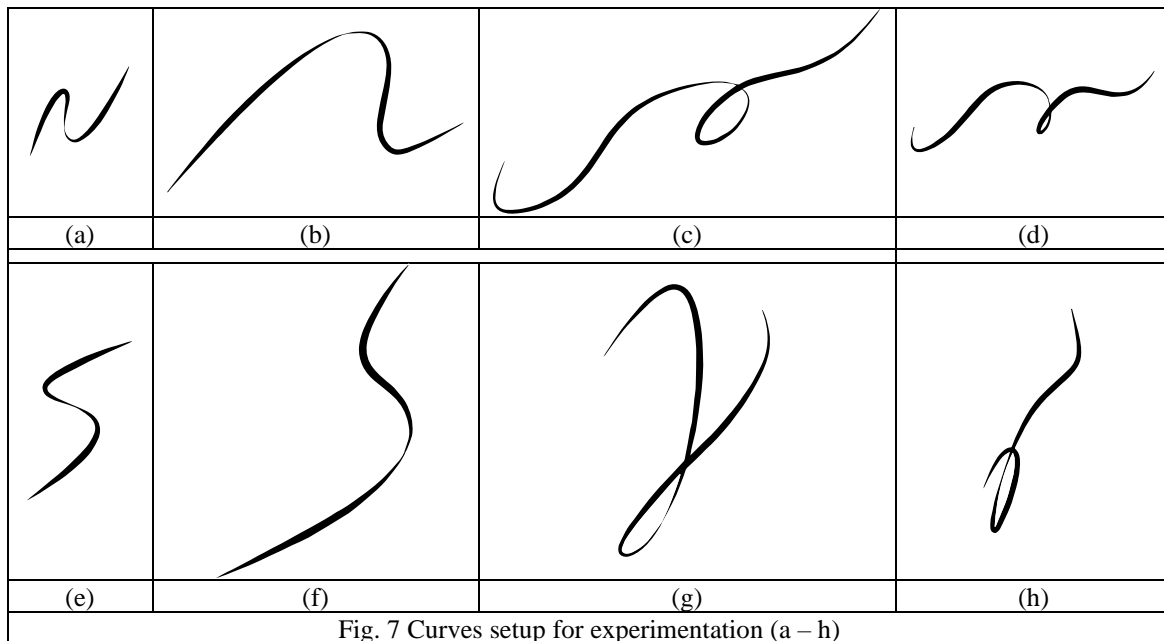 (a) (b) (c) (d)
(e) (f) (g) (h)
Fig. 7 Curves setup for experimentation (a – h)